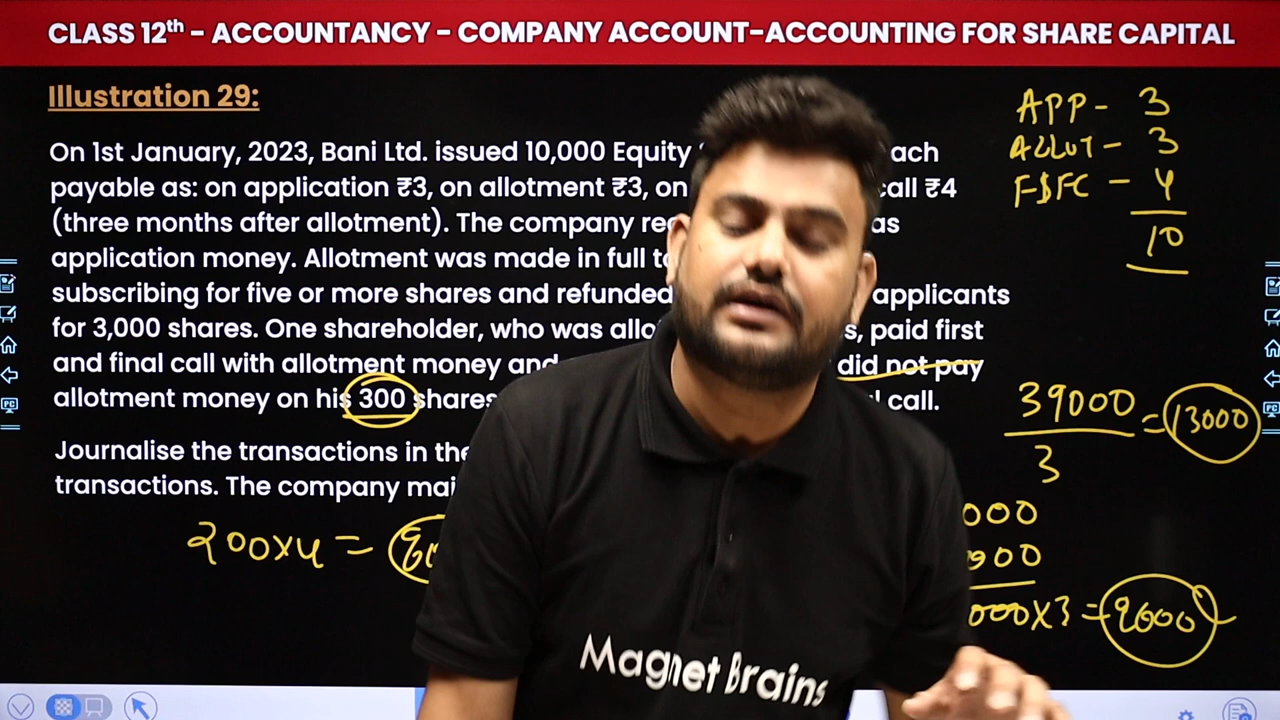 CLASS 12th - ACCOUNTANCY - COMPANY ACCOUNT-ACCOUNTING FOR SHARE CAPITAL
Illustration 29:
On 1st January, 2023, Bani Ltd. issued 10,000 Equity ach
payable as: on application ₹3, on allotment ₹3, on call ₹4
(three months after allotment). The company as
application money. Allotment was made in full
subscribing for five or more shares and refunded applicants
for 3,000 shares. One shareholder, who was paid first
and final call with allotment money and did not pay
allotment money on his 300 shares call.
Journalise the transactions in the
transactions. The company
APP - 3
ALLOT - 3
F&FC - 4
10
39000
3
= 13000
200x4 =
000
000
000x3 = 9000
Magnet Brains